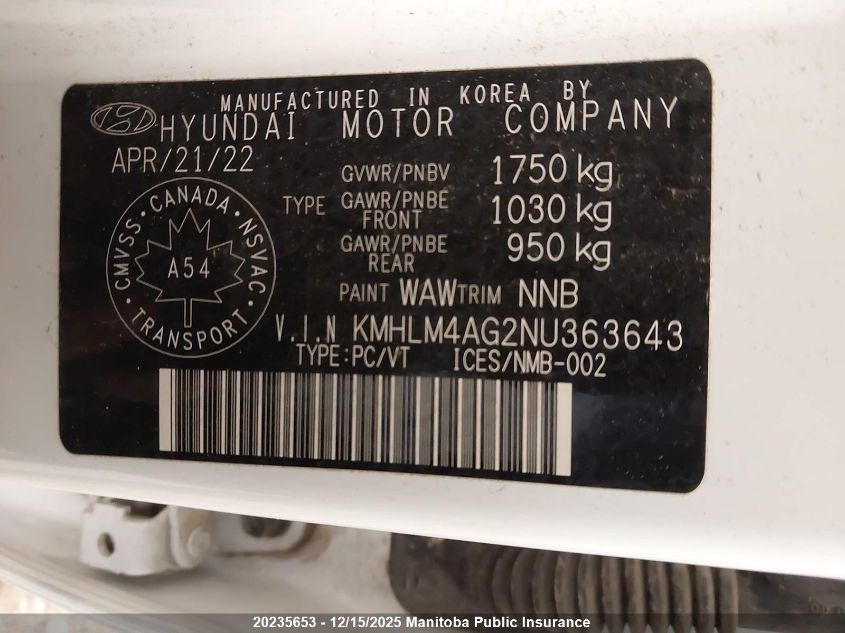 MANUFACTURED IN KOREA BY
HYUNDAI MOTOR COMPANY
APR/21/22
GVWR/PNBV 1750 kg
TYPE GAWR/PNBE FRONT 1030 kg
GAWR/PNBE REAR 950 kg
CMVSS · CANADA · NSVAC · TRANSPORT ·
A54
PAINT WAW TRIM NNB
V.I.N KMHLM4AG2NU363643
TYPE:PC/VT ICES/NMB-002
20235653 - 12/15/2025 Manitoba Public Insurance